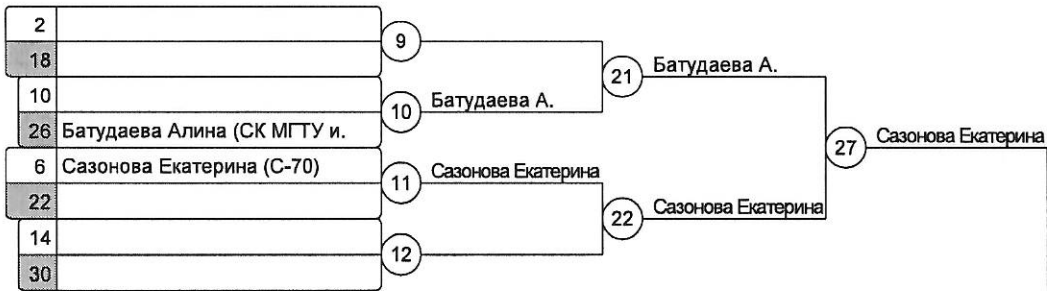 2
18
9
10
26 Батудаева Алина (СК МГТУ и.
10 Батудаева А.
21 Батудаева А.
6 Сазонова Екатерина (С-70)
22
11 Сазонова Екатерина
14
30
12
22 Сазонова Екатерина
27 Сазонова Екатерина